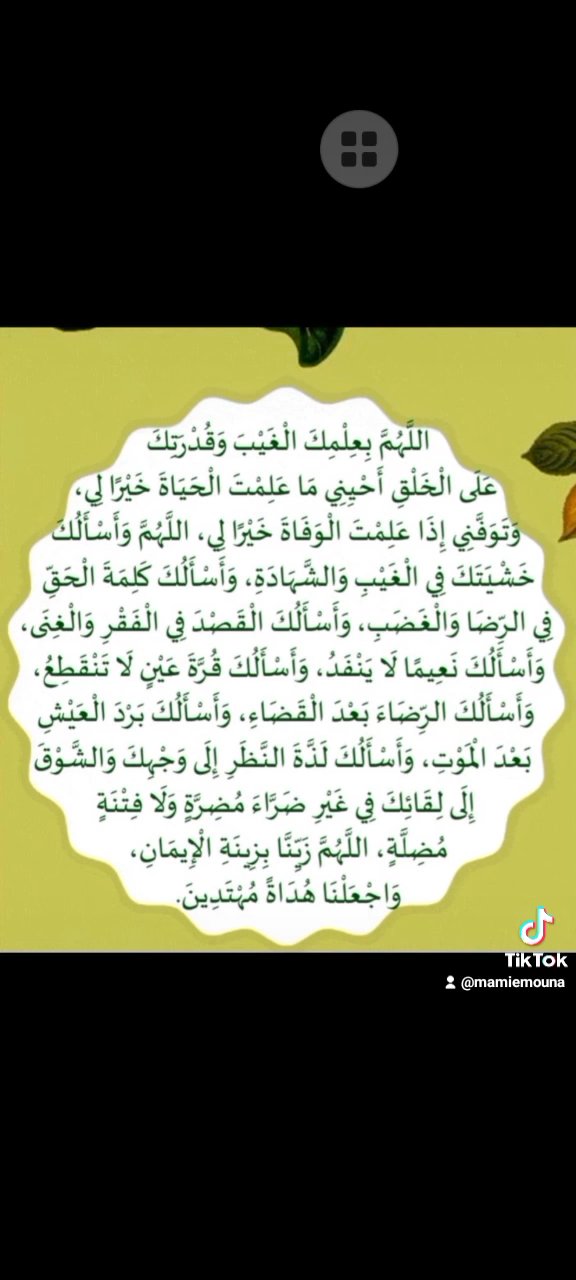 اللَّهُمَّ بِعِلْمِكَ الْغَيْبَ وَقُدْرَتِكَ
عَلَى الْخَلْقِ أَحْيِنِي مَا عَلِمْتَ الْحَيَاةَ خَيْرًا لِي،
وَتَوَفَّنِي إِذَا عَلِمْتَ الْوَفَاةَ خَيْرًا لِي، اللَّهُمَّ وَأَسْأَلُكَ
خَشْيَتَكَ فِي الْغَيْبِ وَالشَّهَادَةِ، وَأَسْأَلُكَ كَلِمَةَ الْحَقِّ
فِي الرِّضَا وَالْغَضَبِ، وَأَسْأَلُكَ الْقَصْدَ فِي الْفَقْرِ وَالْغِنَى،
وَأَسْأَلُكَ نَعِيمًا لَا يَنْفَدُ، وَأَسْأَلُكَ قُرَّةَ عَيْنٍ لَا تَنْقَطِعُ،
وَأَسْأَلُكَ الرِّضَاءَ بَعْدَ الْقَضَاءِ، وَأَسْأَلُكَ بَرْدَ الْعَيْشِ
بَعْدَ الْمَوْتِ، وَأَسْأَلُكَ لَذَّةَ النَّظَرِ إِلَى وَجْهِكَ وَالشَّوْقَ
إِلَى لِقَائِكَ فِي غَيْرِ ضَرَّاءَ مُضِرَّةٍ وَلَا فِتْنَةٍ
مُضِلَّةٍ، اللَّهُمَّ زَيِّنَّا بِزِينَةِ الْإِيمَانِ،
وَاجْعَلْنَا هُدَاةً مُهْتَدِينَ.
TikTok
@mamiemouna